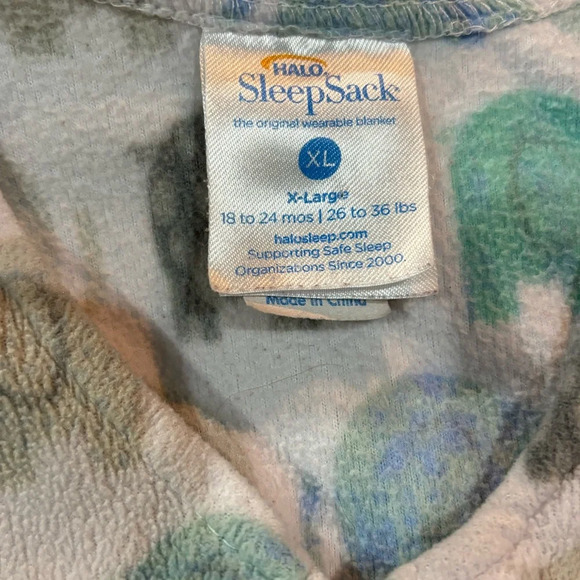 HALO
SleepSack
the original wearable blanket
XL
X-Large
18 to 24 mos | 26 to 36 lbs
halosleep.com
Supporting Safe Sleep
Organizations Since 2000.
Made in China